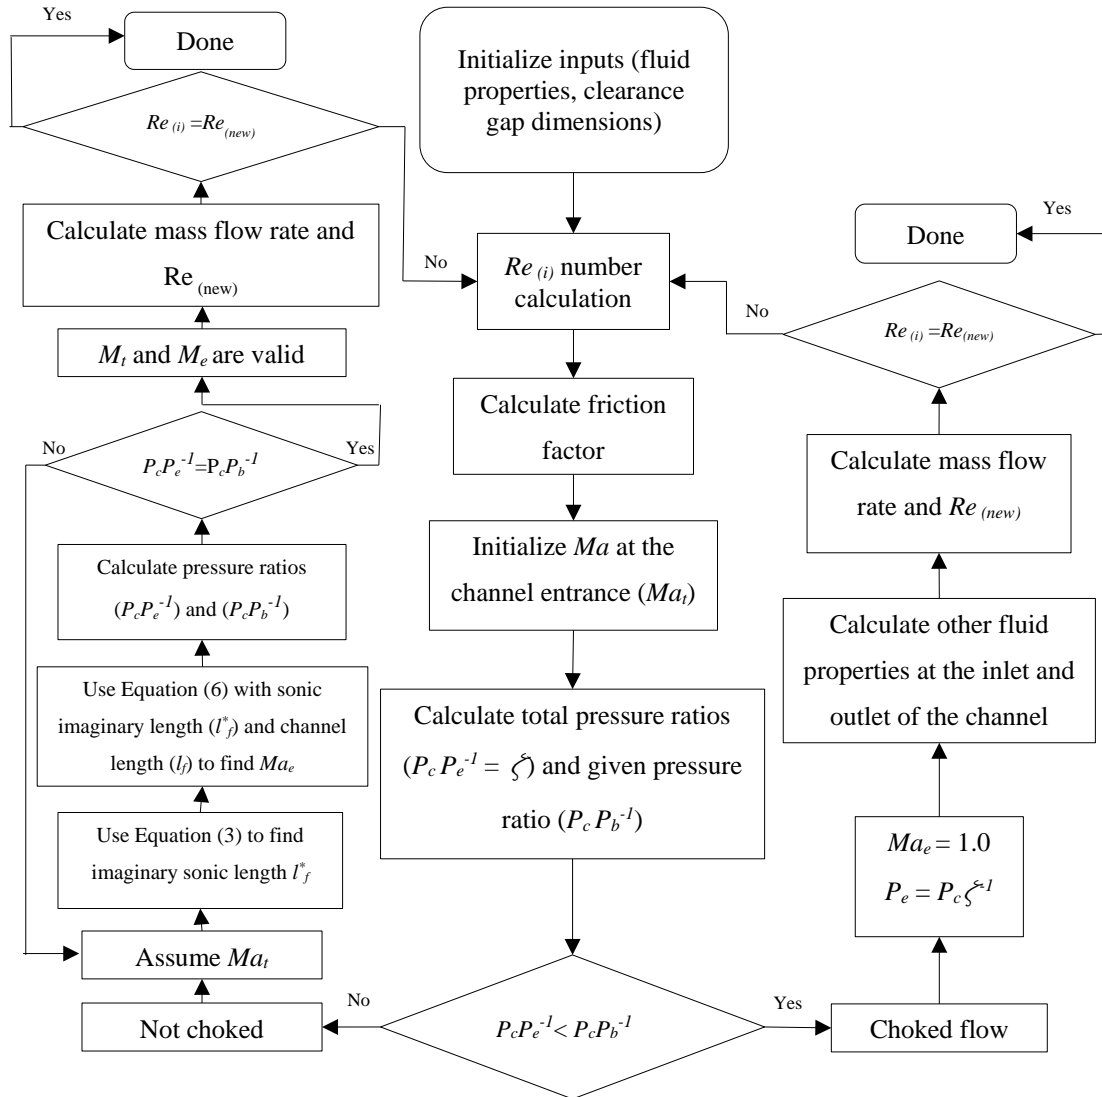 Yes
Done
Re (i) =Re(new)
Calculate mass flow rate and
Re (new)
Mt and Me are valid
No
Yes
PcPe-1=PcPb-1
Calculate pressure ratios
(PcPe-1) and (PcPb-1)
Use Equation (6) with sonic
imaginary length (l*f) and channel
length (lf) to find Mae
Use Equation (3) to find
imaginary sonic length l*f
Assume Mat
Not choked
Initialize inputs (fluid
properties, clearance
gap dimensions)
No
Re (i) number
calculation
Calculate friction
factor
Initialize Ma at the
channel entrance (Mat)
Calculate total pressure ratios
(Pc Pe-1 = ζ) and given pressure
ratio (Pc Pb-1)
No
PcPe-1< PcPb-1
Yes
Yes
Done
No
Re (i) =Re(new)
Calculate mass flow
rate and Re (new)
Calculate other fluid
properties at the inlet and
outlet of the channel
Mae = 1.0
Pe = Pc ζ-1
Choked flow